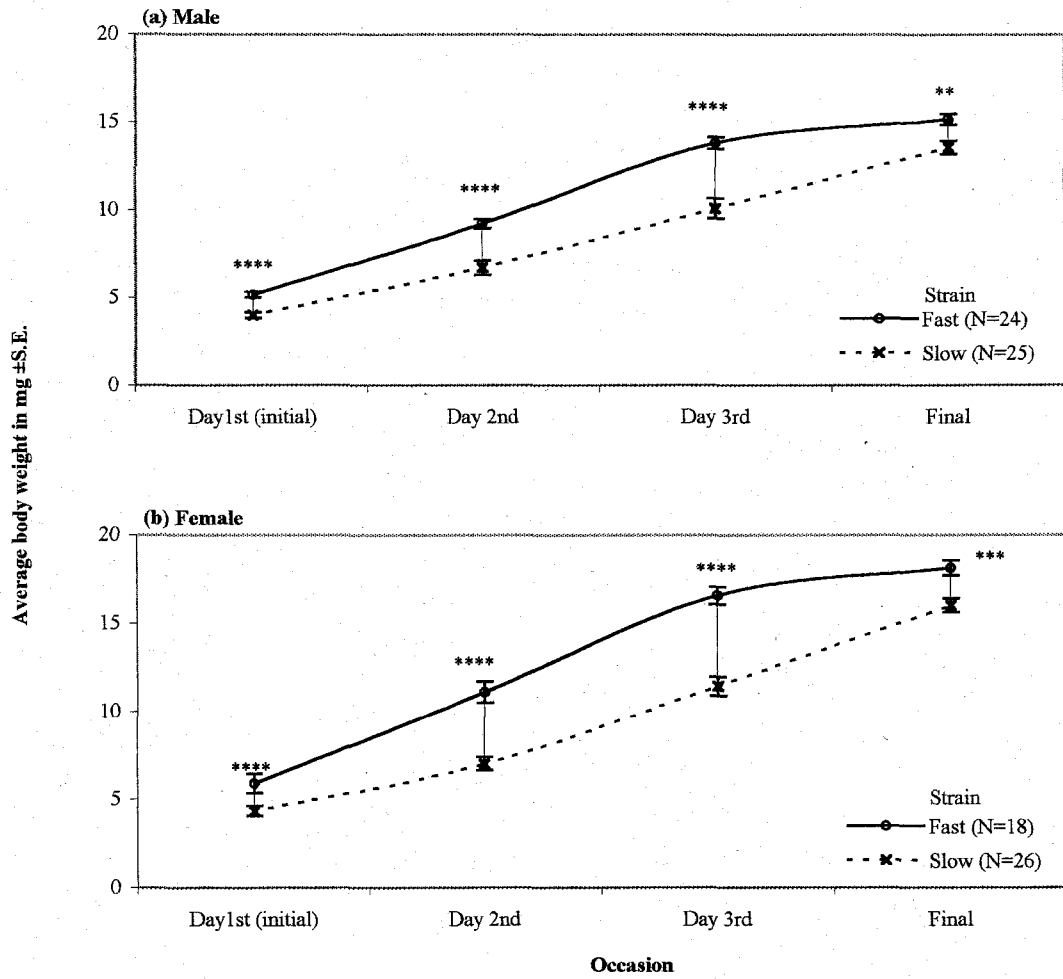 (a) Male
20
15
10
5
0
****
****
****
**
Strain
Fast (N=24)
Slow (N=25)
Day1st (initial) Day 2nd Day 3rd Final
Average body weight in mg ±S.E.
(b) Female
20
15
10
5
0
****
****
****
***
Strain
Fast (N=18)
Slow (N=26)
Day1st (initial) Day 2nd Day 3rd Final
Occasion